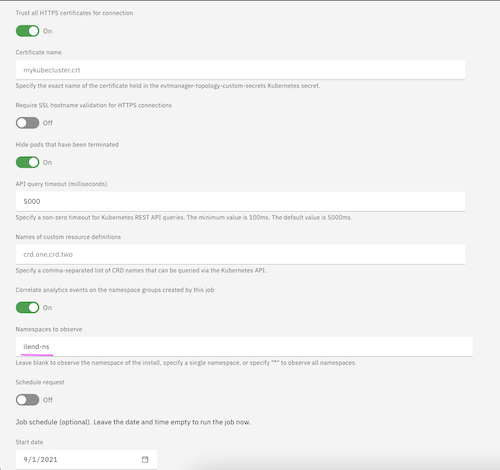 Trust all HTTPS certificates for connection
On
Certificate name
mykubecluster.crt
Specify the exact name of the certificate held in the evtmanager-topology-custom-secrets Kubernetes secret.
Require SSL hostname validation for HTTPS connections
Off
Hide pods that have been terminated
On
API query timeout (milliseconds)
5000
Specify a non-zero timeout for Kubernetes REST API queries. The minimum value is 100ms. The default value is 5000ms.
Names of custom resource definitions
crd.one,crd.two
Specify a comma-separated list of CRD names that can be queried via the Kubernetes API.
Correlate analytics events on the namespace groups created by this job
On
Namespaces to observe
ilend-ns
Leave blank to observe the namespace of the install, specify a single namespace, or specify "*" to observe all namespaces.
Schedule request
Off
Job schedule (optional). Leave the date and time empty to run the job now.
Start date
9/1/2021